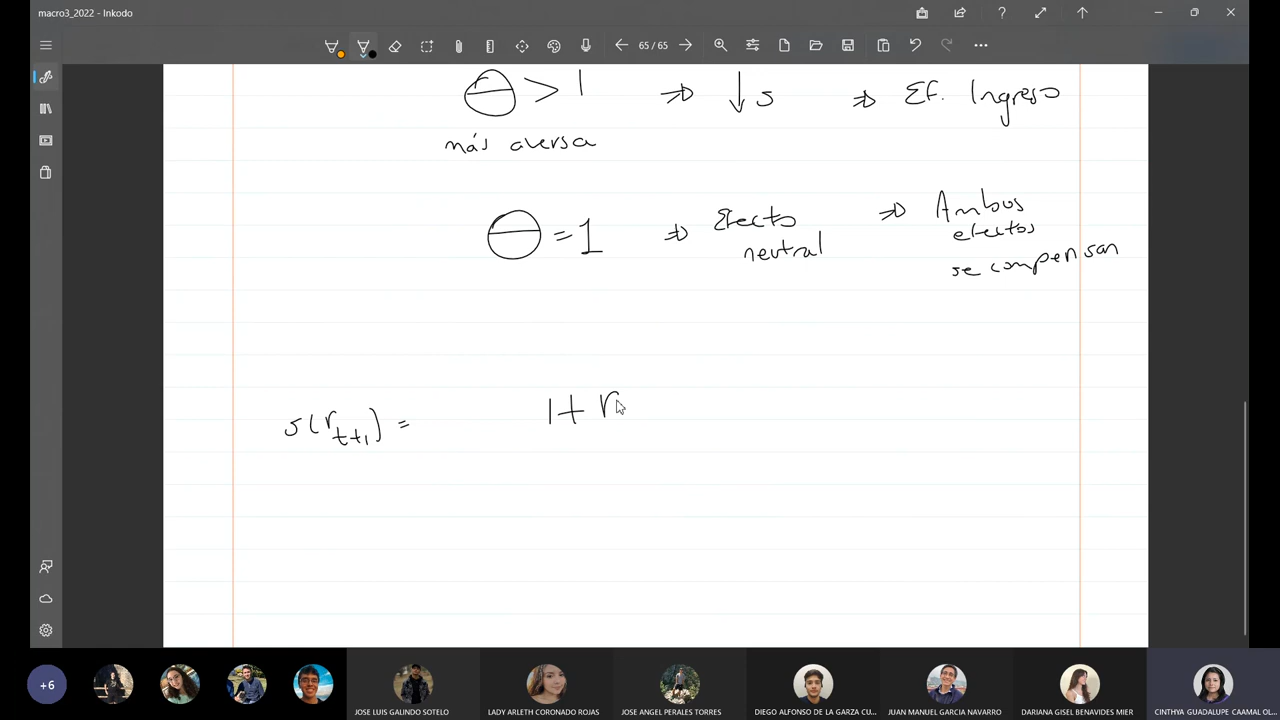 macro3_2022 - Inkodo
65 / 65
θ > 1 ⇒ ↓ s ⇒ Ef. Ingreso
más aversa
θ = 1 ⇒ Efecto neutral ⇒ Ambos efectos se compensan
s(r_{t+1}) = 1 + r
+6
JOSE LUIS GALINDO SOTELO
LADY ARLETH CORONADO ROJAS
JOSE ANGEL PERALES TORRES
DIEGO ALFONSO DE LA GARZA CU...
JUAN MANUEL GARCIA NAVARRO
DARIANA GISEL BENAVIDES MIER
CINTHYA GUADALUPE CAAMAL OL...